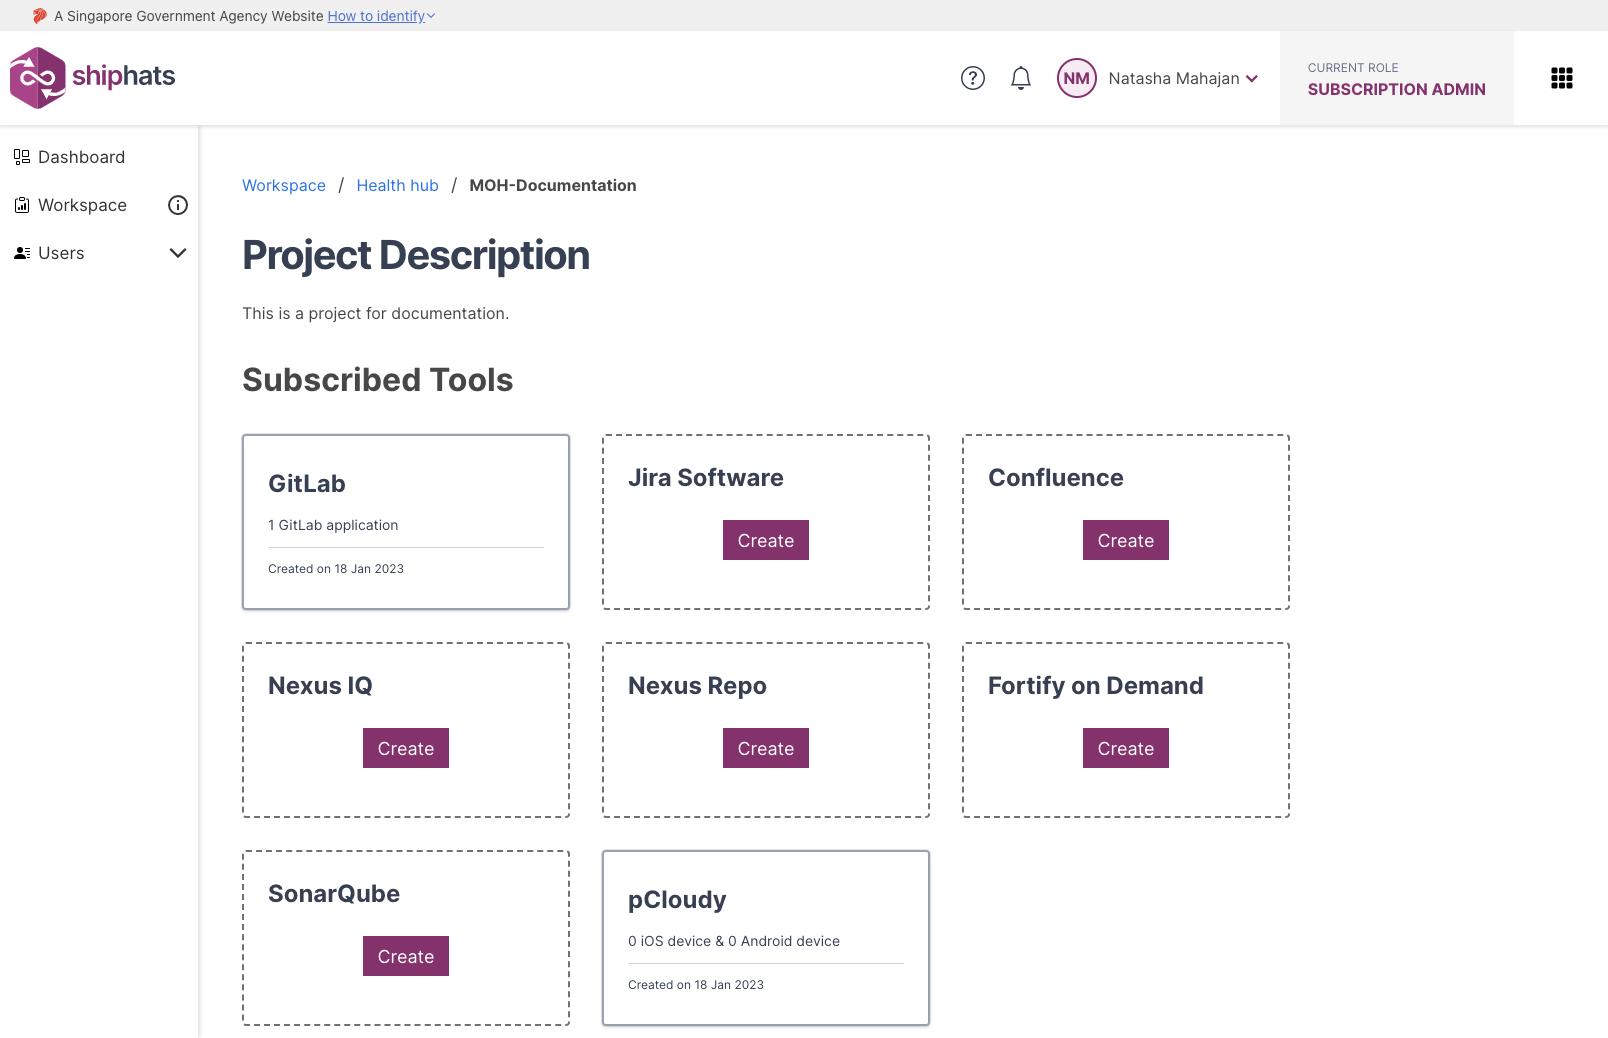 A Singapore Government Agency Website How to identify
shiphats
?
NM
Natasha Mahajan
CURRENT ROLE
SUBSCRIPTION ADMIN
Dashboard
Workspace
Users
Workspace / Health hub / MOH-Documentation
Project Description
This is a project for documentation.
Subscribed Tools
GitLab
1 GitLab application
Created on 18 Jan 2023
Jira Software
Create
Confluence
Create
Nexus IQ
Create
Nexus Repo
Create
Fortify on Demand
Create
SonarQube
Create
pCloudy
0 iOS device & 0 Android device
Created on 18 Jan 2023